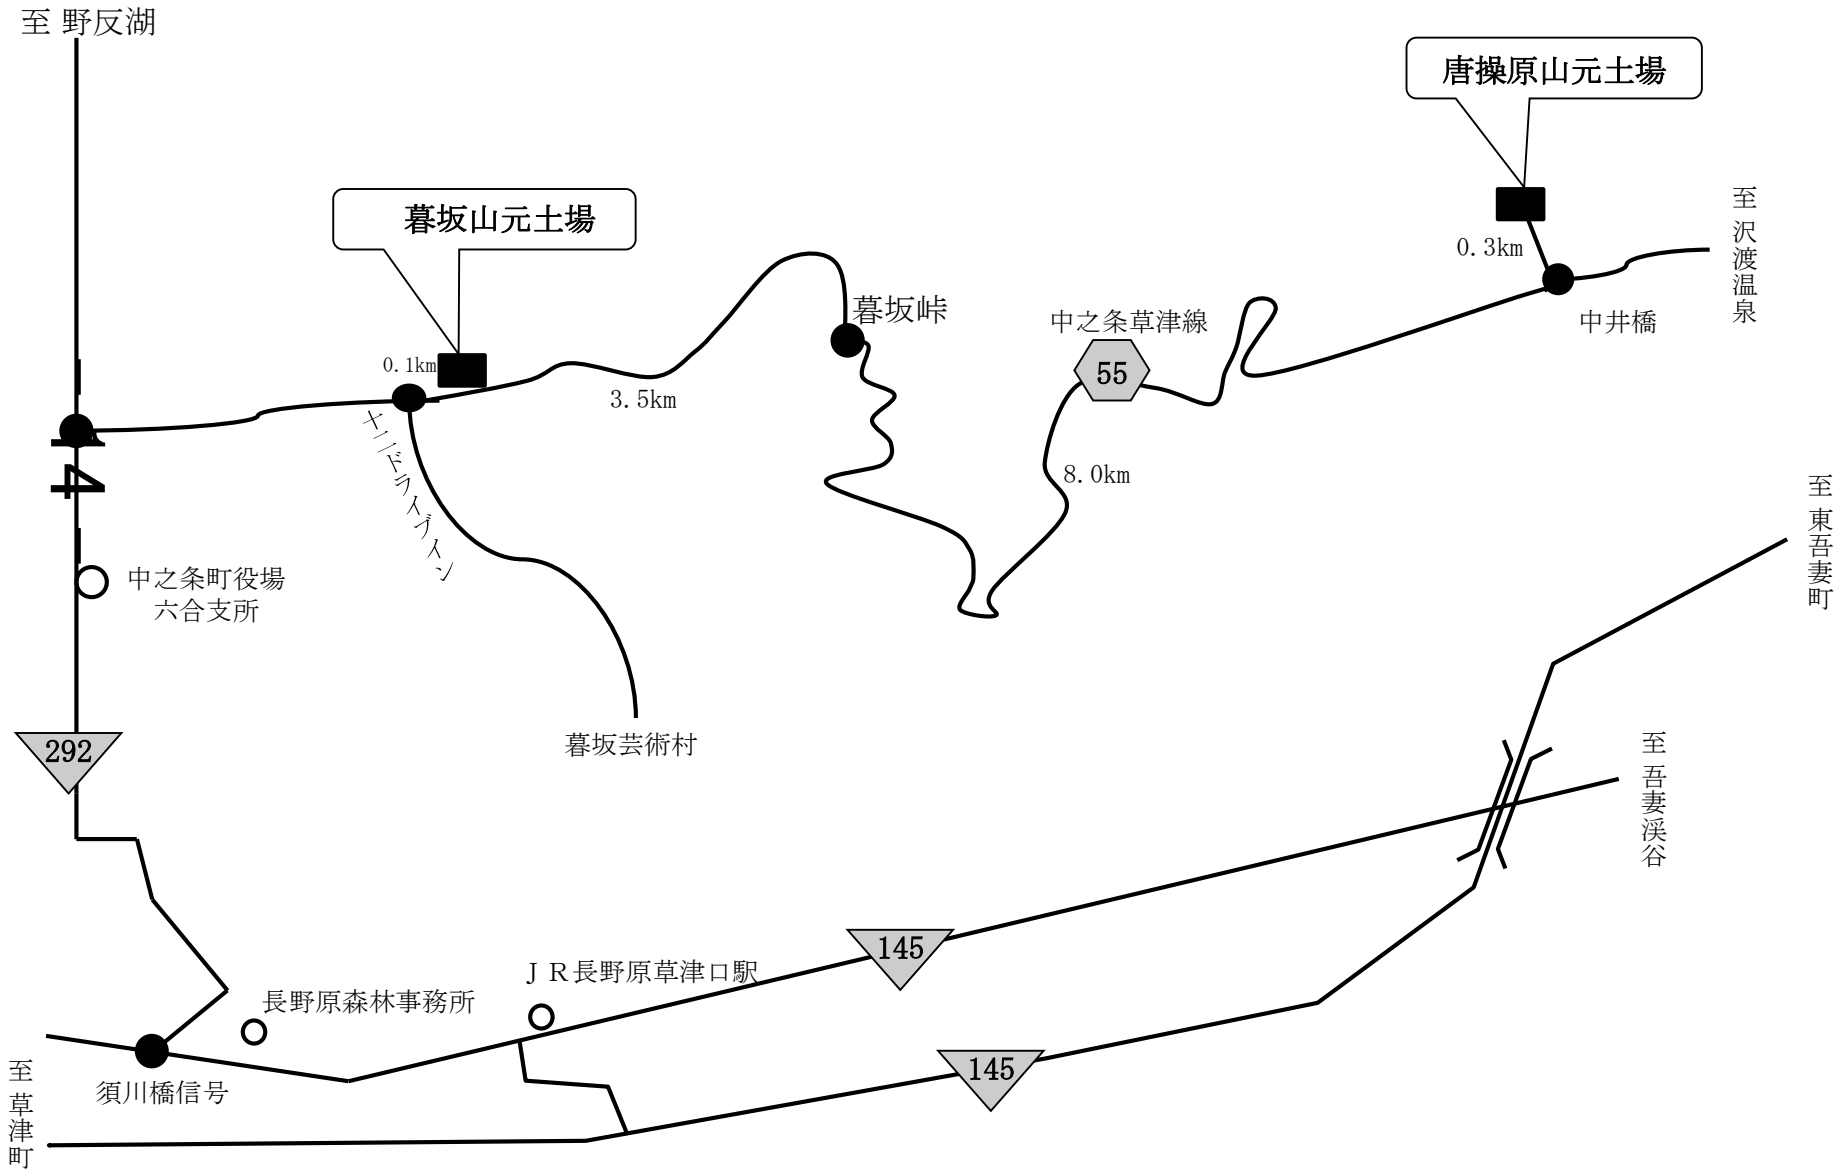 至 野反湖
唐操原山元土場
暮坂山元土場
至 沢渡温泉
0.3km
暮坂峠
中之条草津線
中井橋
55
0.1km
3.5km
十二ドライブイン
8.0km
至 東吾妻町
中之条町役場
六合支所
292
暮坂芸術村
至 吾妻渓谷
145
JR長野原草津口駅
長野原森林事務所
145
須川橋信号
至 草津町